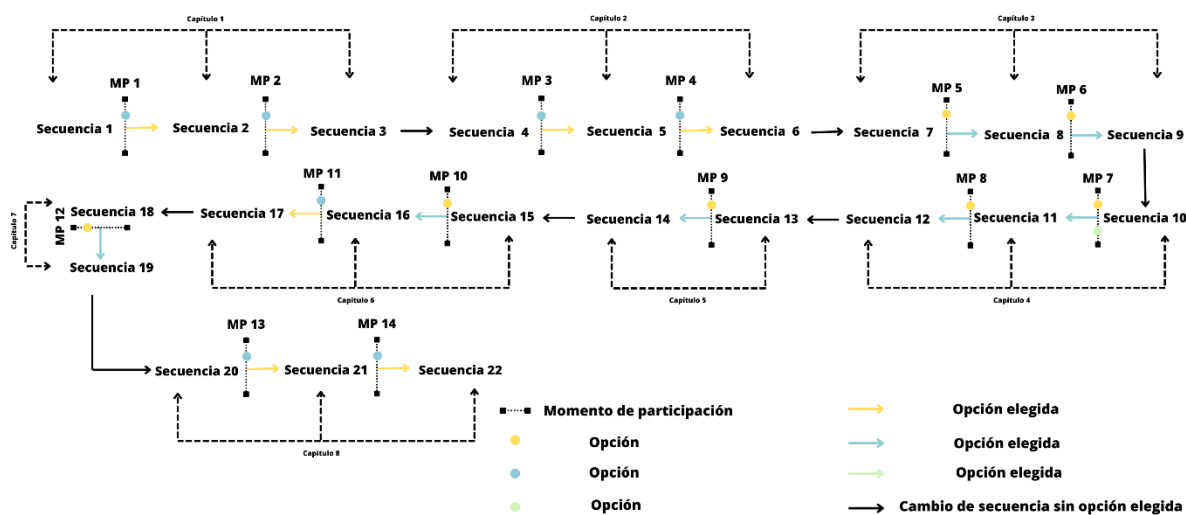 Capítulo 1
Capítulo 2
Capítulo 3
MP 1
MP 2
MP 3
MP 4
MP 5
MP 6
Secuencia 1
Secuencia 2
Secuencia 3
Secuencia 4
Secuencia 5
Secuencia 6
Secuencia 7
Secuencia 8
Secuencia 9
MP 11
MP 10
MP 9
MP 8
MP 7
Capítulo 7
MP 12
Secuencia 18
Secuencia 17
Secuencia 16
Secuencia 15
Secuencia 14
Secuencia 13
Secuencia 12
Secuencia 11
Secuencia 10
Secuencia 19
Capítulo 6
Capítulo 5
Capítulo 4
MP 13
MP 14
Secuencia 20
Secuencia 21
Secuencia 22
Capítulo 8
Momento de participación
Opción elegida
Opción
Opción elegida
Opción
Opción elegida
Opción
Cambio de secuencia sin opción elegida